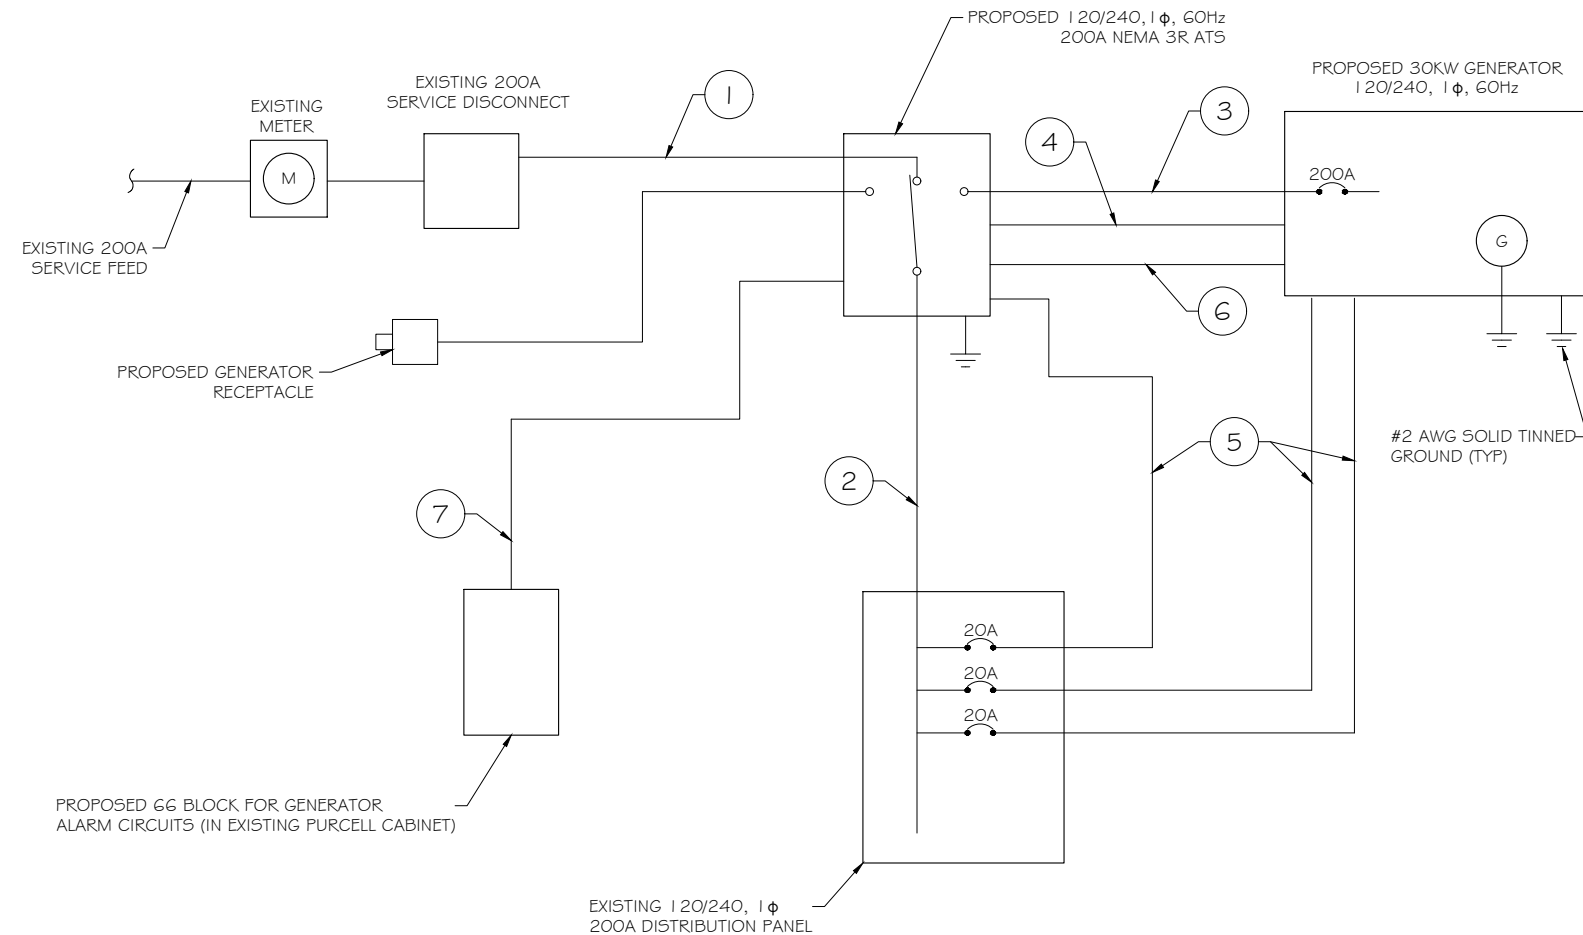 PROPOSED 120/240, 1ϕ, 60Hz
200A NEMA 3R ATS
PROPOSED 30KW GENERATOR
120/240, 1ϕ, 60Hz
EXISTING 200A
SERVICE DISCONNECT
EXISTING
METER
M
1
3
4
200A
G
6
EXISTING 200A
SERVICE FEED
PROPOSED GENERATOR
RECEPTACLE
#2 AWG SOLID TINNED
GROUND (TYP)
5
2
7
20A
20A
20A
PROPOSED 66 BLOCK FOR GENERATOR
ALARM CIRCUITS (IN EXISTING PURCELL CABINET)
EXISTING 120/240, 1ϕ
200A DISTRIBUTION PANEL